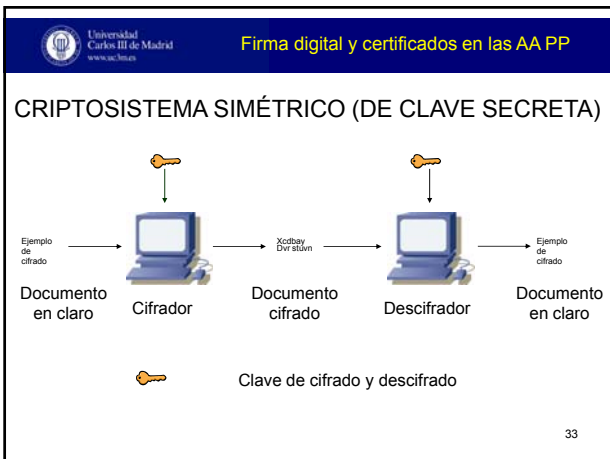 Universidad
Carlos III de Madrid
www.uc3m.es
Firma digital y certificados en las AA PP
CRIPTOSISTEMA SIMÉTRICO (DE CLAVE SECRETA)
Ejemplo
de
cifrado
Xcdbay
Dvr stúvn
Ejemplo
de
cifrado
Documento
en claro
Cifrador
Documento
cifrado
Descifrador
Documento
en claro
Clave de cifrado y descifrado
33